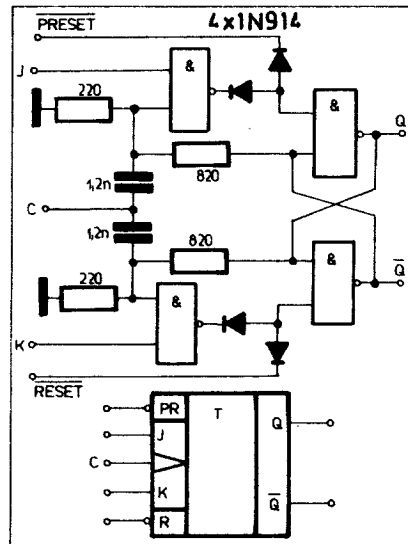 4x1N914
PRESET
J
&
220
&
Q
820
1,2n
C
1,2n
820
&
Q
220
&
K
RESET
PR
T
Q
J
C
K
Q
R